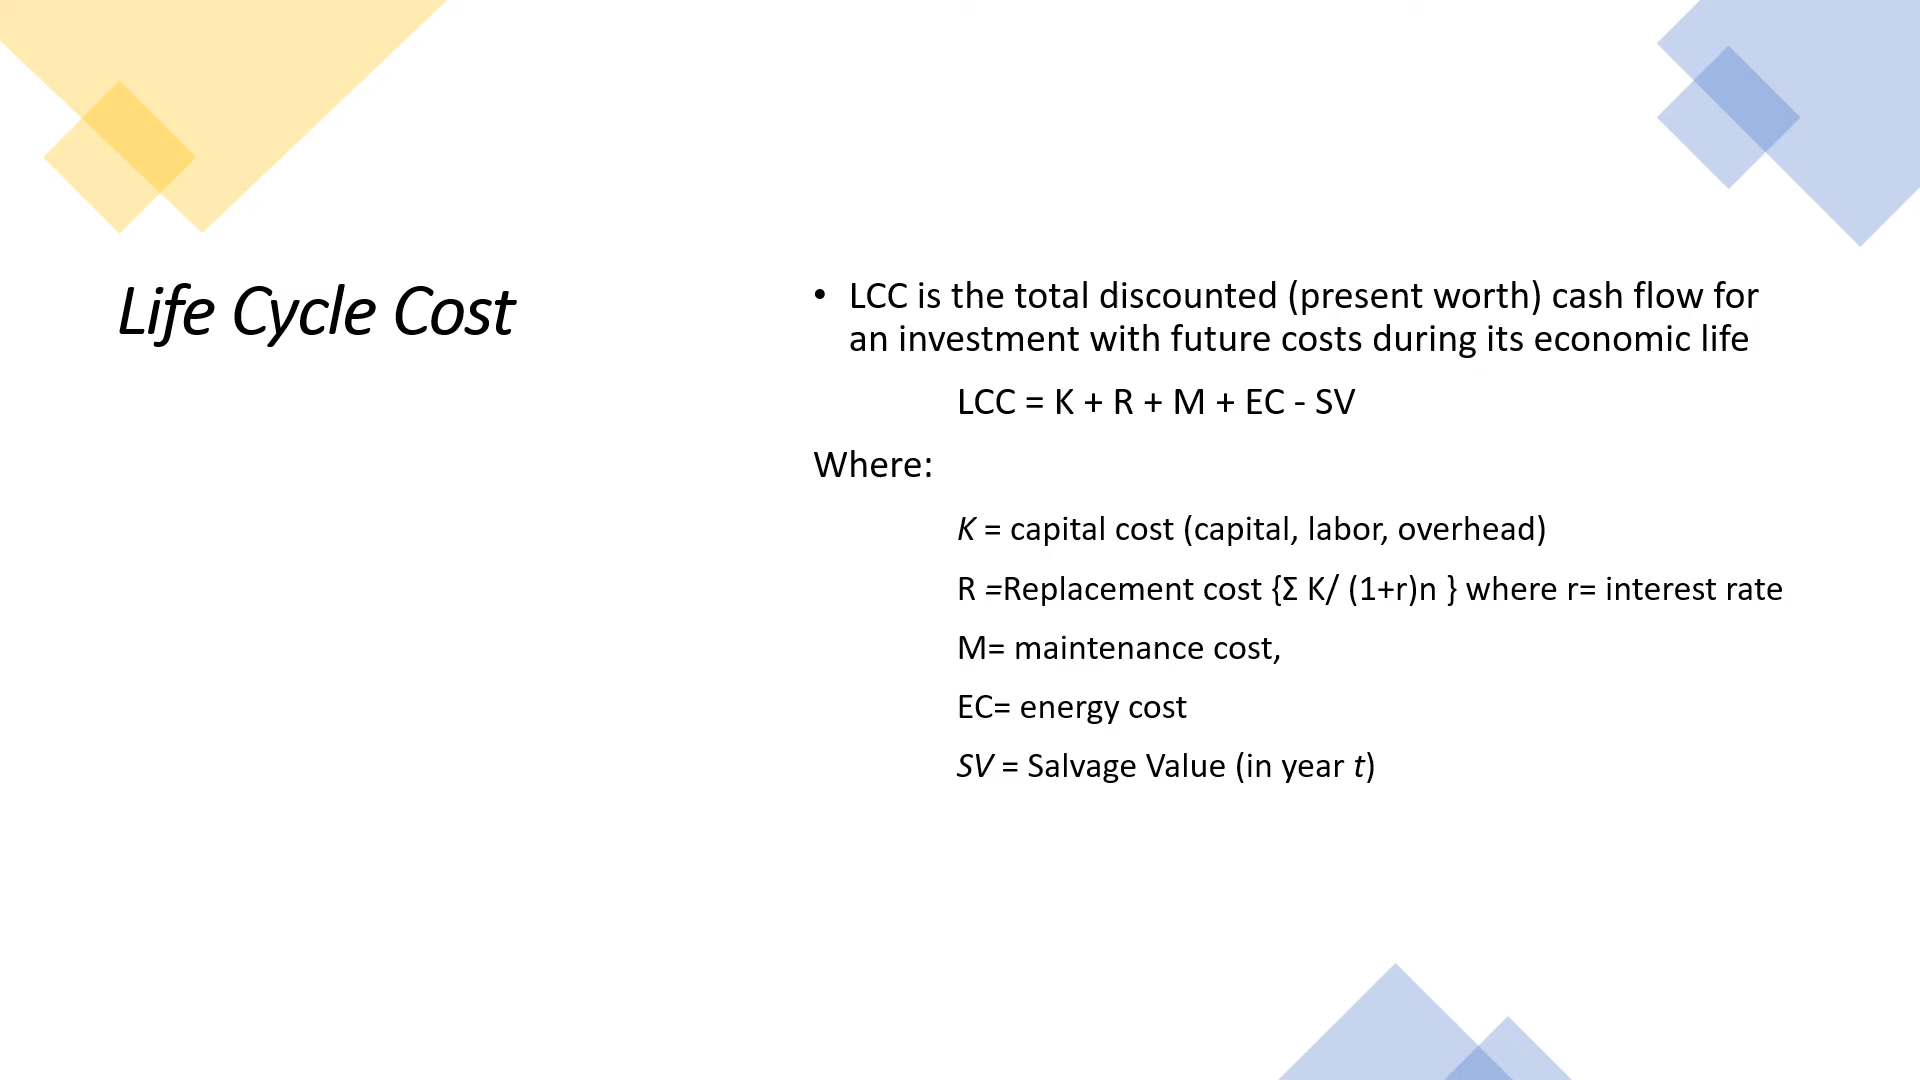 Life Cycle Cost
• LCC is the total discounted (present worth) cash flow for
an investment with future costs during its economic life
LCC = K + R + M + EC - SV
Where:
K = capital cost (capital, labor, overhead)
R =Replacement cost {Σ K/ (1+r)n } where r= interest rate
M= maintenance cost,
EC= energy cost
SV = Salvage Value (in year t)